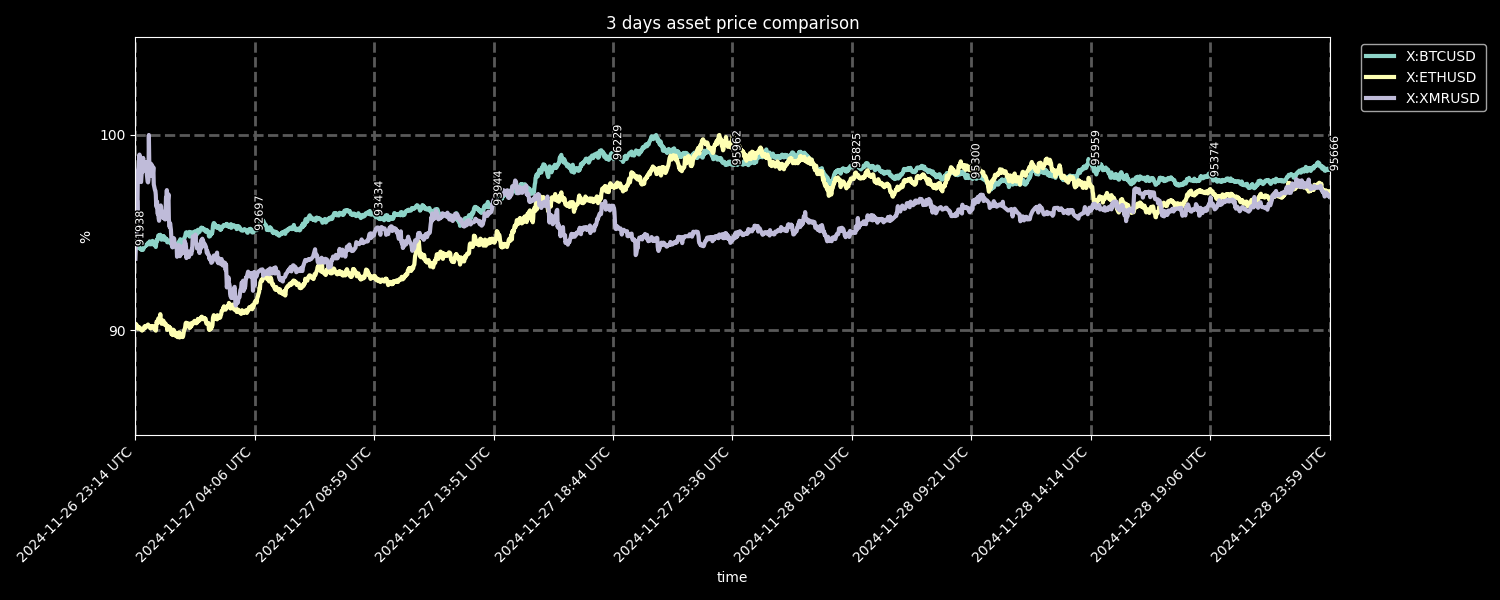 3 days asset price comparison
X:BTCUSD
X:ETHUSD
X:XMRUSD
%
100
90
91938
92697
93434
93944
96229
95962
95825
95300
95959
95374
95666
2024-11-26 23:14 UTC
2024-11-27 04:06 UTC
2024-11-27 08:59 UTC
2024-11-27 13:51 UTC
2024-11-27 18:44 UTC
2024-11-27 23:36 UTC
2024-11-28 04:29 UTC
2024-11-28 09:21 UTC
2024-11-28 14:14 UTC
2024-11-28 19:06 UTC
2024-11-28 23:59 UTC
time